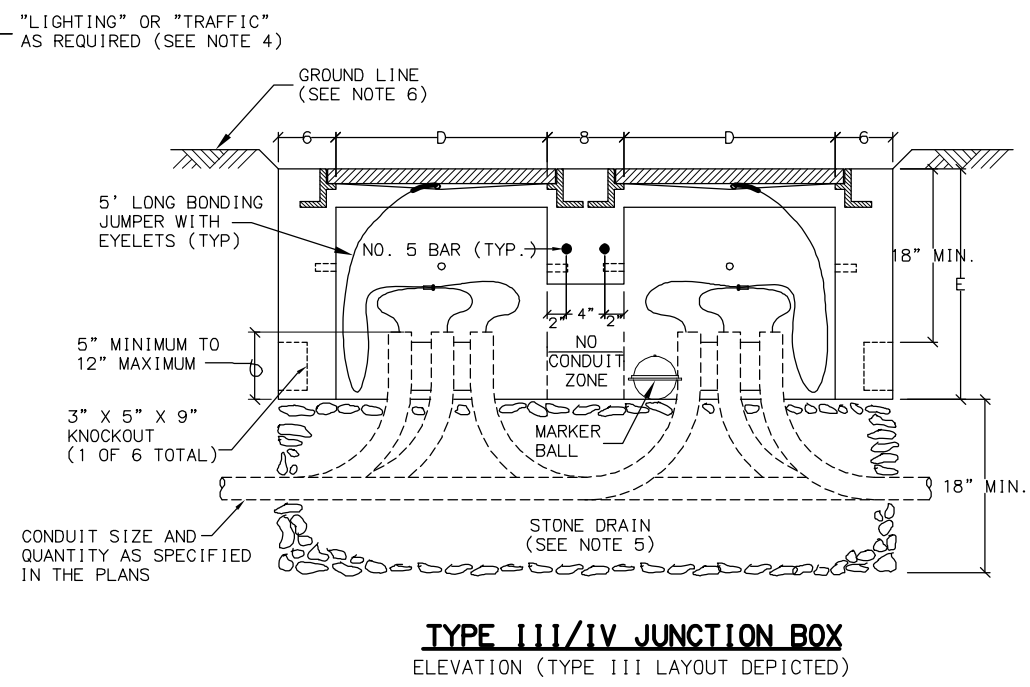 "LIGHTING" OR "TRAFFIC"
AS REQUIRED (SEE NOTE 4)
GROUND LINE
(SEE NOTE 6)
6
D
8
D
6
5' LONG BONDING
JUMPER WITH
EYELETS (TYP)
NO. 5 BAR (TYP.)
18" MIN.
E
2"
4"
2"
NO
CONDUIT
ZONE
5" MINIMUM TO
12" MAXIMUM
3" X 5" X 9"
KNOCKOUT
(1 OF 6 TOTAL)
MARKER
BALL
18" MIN.
CONDUIT SIZE AND
QUANTITY AS SPECIFIED
IN THE PLANS
STONE DRAIN
(SEE NOTE 5)
TYPE III/IV JUNCTION BOX
ELEVATION (TYPE III LAYOUT DEPICTED)